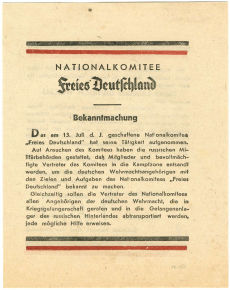 NATIONALKOMITEE
Freies Deutschland
Bekanntmachung
Das am 13. Juli d. J. geschaffene Nationalkomitee
„Freies Deutschland" hat seine Tätigkeit aufgenommen.
Auf Ansuchen des Komitees haben die russischen Mi-
litärbehörden gestattet, daß Mitglieder und bevollmäch-
tigte Vertreter des Komitees in die Kampfzone entsandt
werden, um die deutschen Wehrmachtsangehörigen mit
den Zielen und Aufgaben des Nationalkomitees „Freies
Deutschland" bekannt zu machen.
Gleichzeitig sollen die Vertreter des Nationalkomitees
allen Angehörigen der deutschen Wehrmacht, die in
Kriegsgefangenschaft geraten und in die Gefangenenla-
ger des russischen Hinterlandes abtransportiert werden,
jede mögliche Hilfe erweisen.